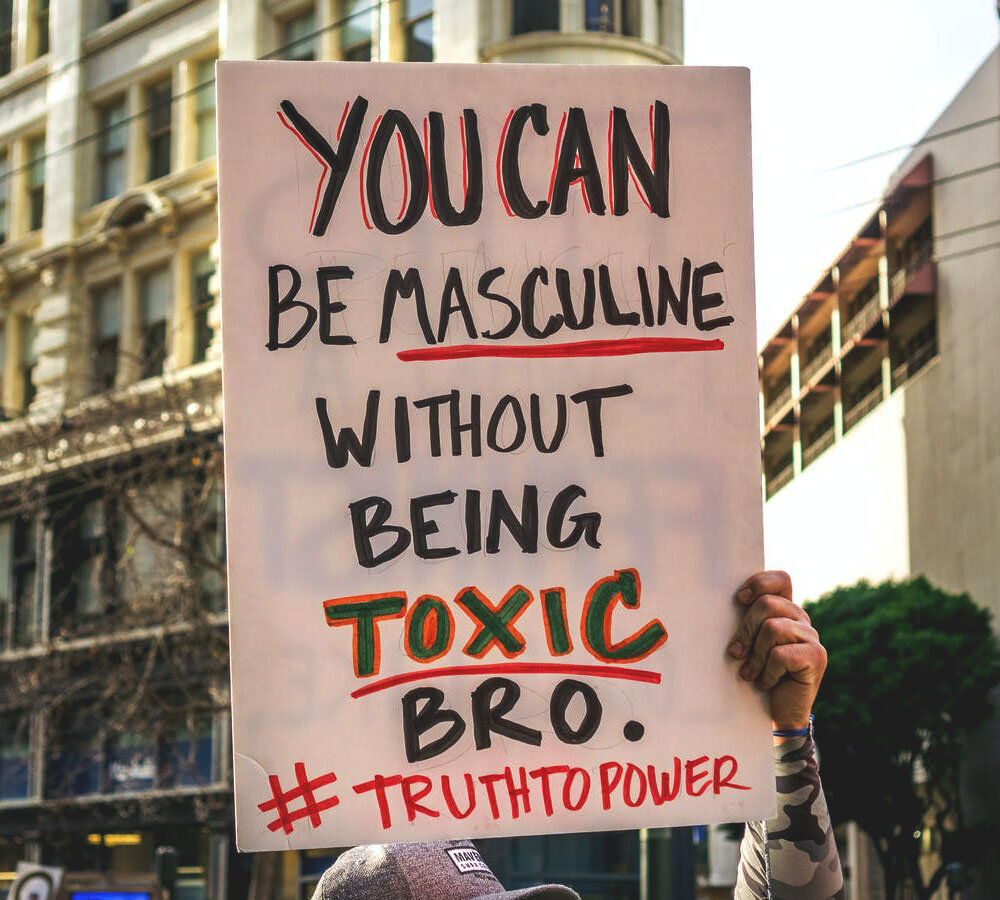 YOU CAN
BE MASCULINE
WITHOUT
BEING
TOXIC
BRO.
#TRUTHTOPOWER